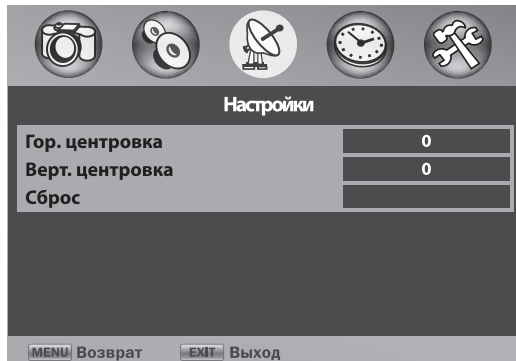 Настройки
Гор. центровка 0
Верт. центровка 0
Сброс
MENU Возврат EXIT Выход